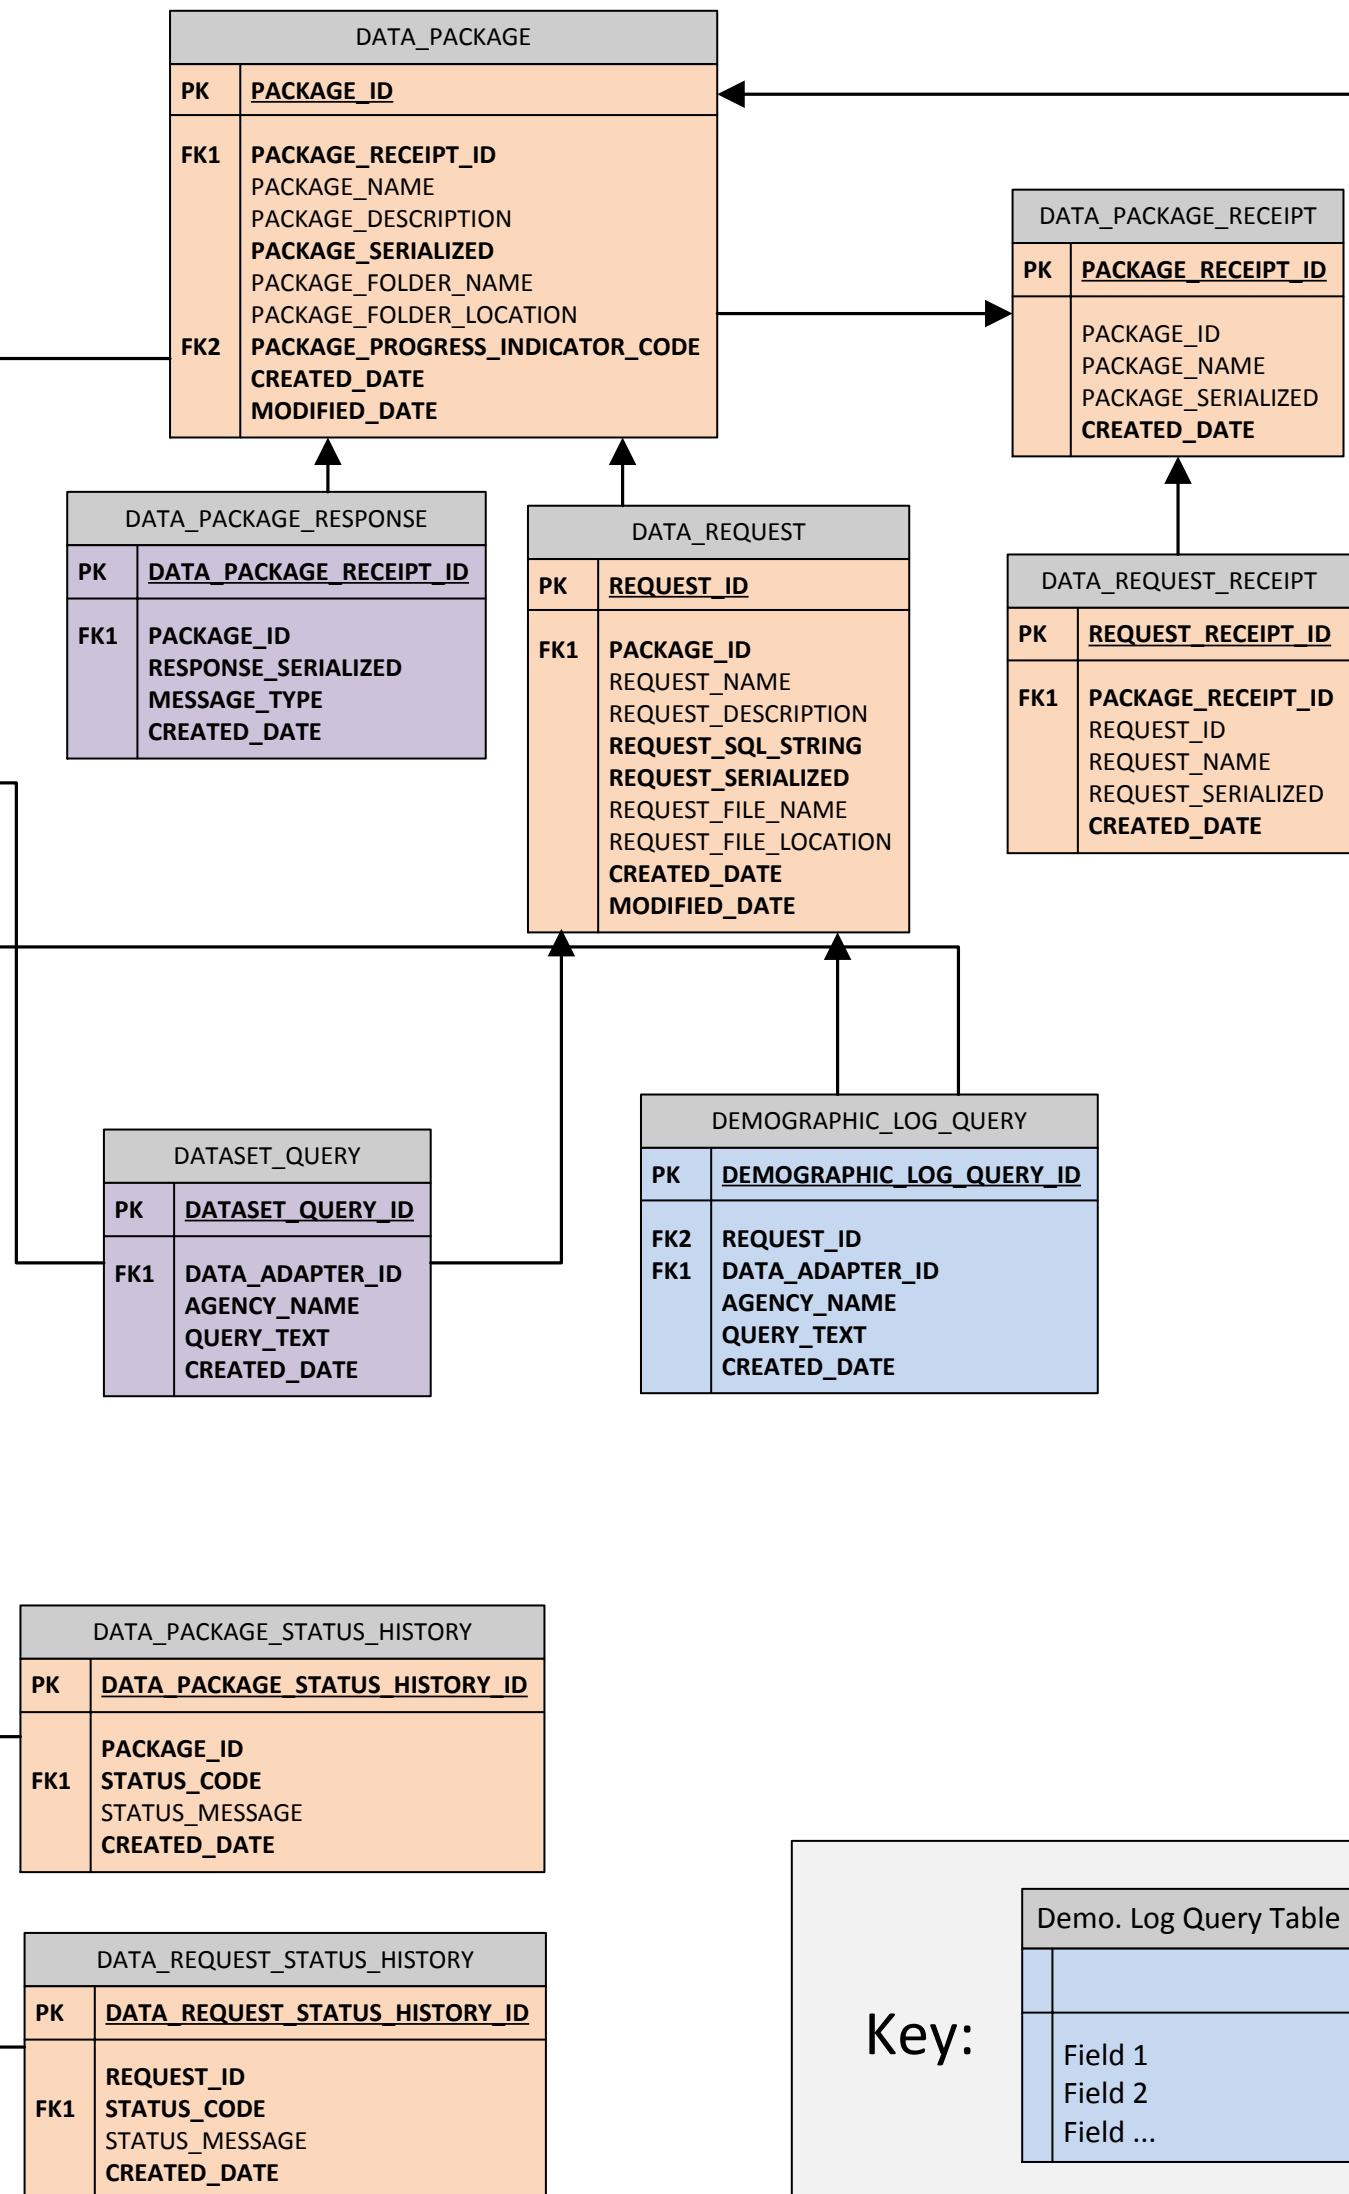 DATA_PACKAGE
PK PACKAGE_ID
FK1 PACKAGE_RECEIPT_ID
PACKAGE_NAME
PACKAGE_DESCRIPTION
PACKAGE_SERIALIZED
PACKAGE_FOLDER_NAME
PACKAGE_FOLDER_LOCATION
FK2 PACKAGE_PROGRESS_INDICATOR_CODE
CREATED_DATE
MODIFIED_DATE
DATA_PACKAGE_RECEIPT
PK PACKAGE_RECEIPT_ID
PACKAGE_ID
PACKAGE_NAME
PACKAGE_SERIALIZED
CREATED_DATE
DATA_PACKAGE_RESPONSE
PK DATA_PACKAGE_RECEIPT_ID
FK1 PACKAGE_ID
RESPONSE_SERIALIZED
MESSAGE_TYPE
CREATED_DATE
DATA_REQUEST
PK REQUEST_ID
FK1 PACKAGE_ID
REQUEST_NAME
REQUEST_DESCRIPTION
REQUEST_SQL_STRING
REQUEST_SERIALIZED
REQUEST_FILE_NAME
REQUEST_FILE_LOCATION
CREATED_DATE
MODIFIED_DATE
DATA_REQUEST_RECEIPT
PK REQUEST_RECEIPT_ID
FK1 PACKAGE_RECEIPT_ID
REQUEST_ID
REQUEST_NAME
REQUEST_SERIALIZED
CREATED_DATE
DATASET_QUERY
PK DATASET_QUERY_ID
FK1 DATA_ADAPTER_ID
AGENCY_NAME
QUERY_TEXT
CREATED_DATE
DEMOGRAPHIC_LOG_QUERY
PK DEMOGRAPHIC_LOG_QUERY_ID
FK2 REQUEST_ID
FK1 DATA_ADAPTER_ID
AGENCY_NAME
QUERY_TEXT
CREATED_DATE
DATA_PACKAGE_STATUS_HISTORY
PK DATA_PACKAGE_STATUS_HISTORY_ID
PACKAGE_ID
FK1 STATUS_CODE
STATUS_MESSAGE
CREATED_DATE
DATA_REQUEST_STATUS_HISTORY
PK DATA_REQUEST_STATUS_HISTORY_ID
REQUEST_ID
FK1 STATUS_CODE
STATUS_MESSAGE
CREATED_DATE
Key:
Demo. Log Query Table
Field 1
Field 2
Field ...